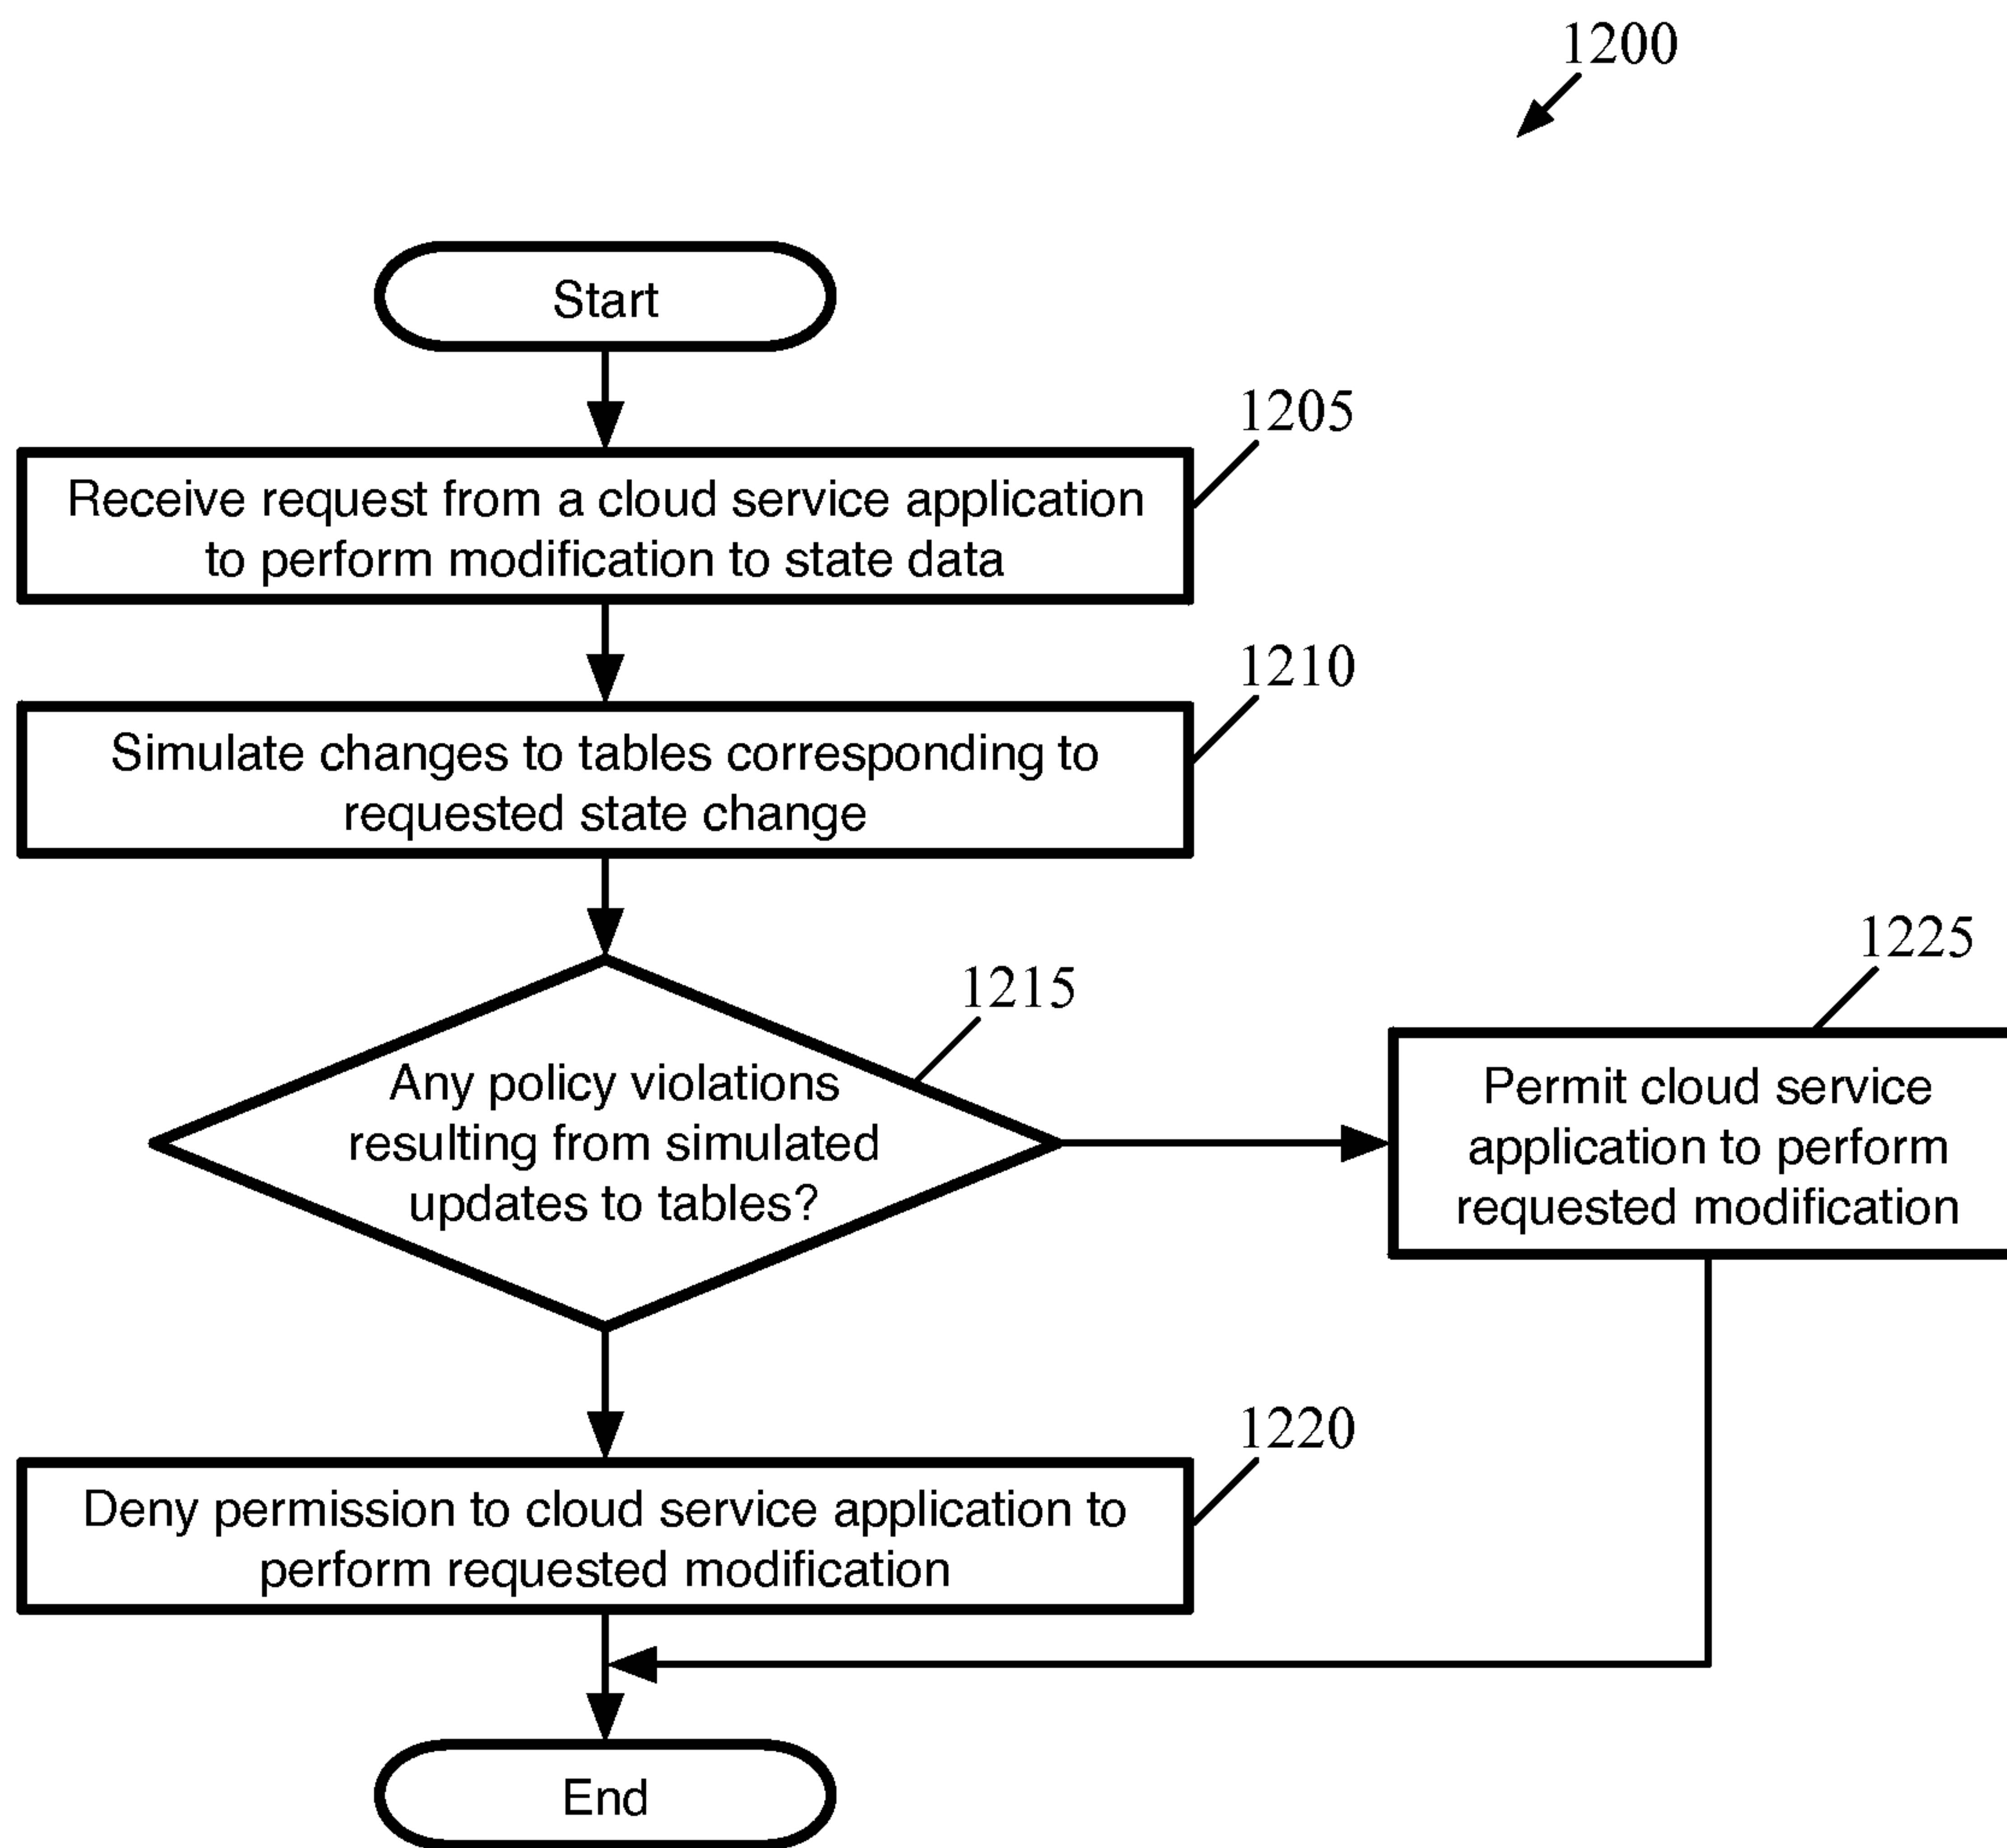 1200
Start
1205
Receive request from a cloud service application
to perform modification to state data
1210
Simulate changes to tables corresponding to
requested state change
1215
Any policy violations
resulting from simulated
updates to tables?
1225
Permit cloud service
application to perform
requested modification
1220
Deny permission to cloud service application to
perform requested modification
End